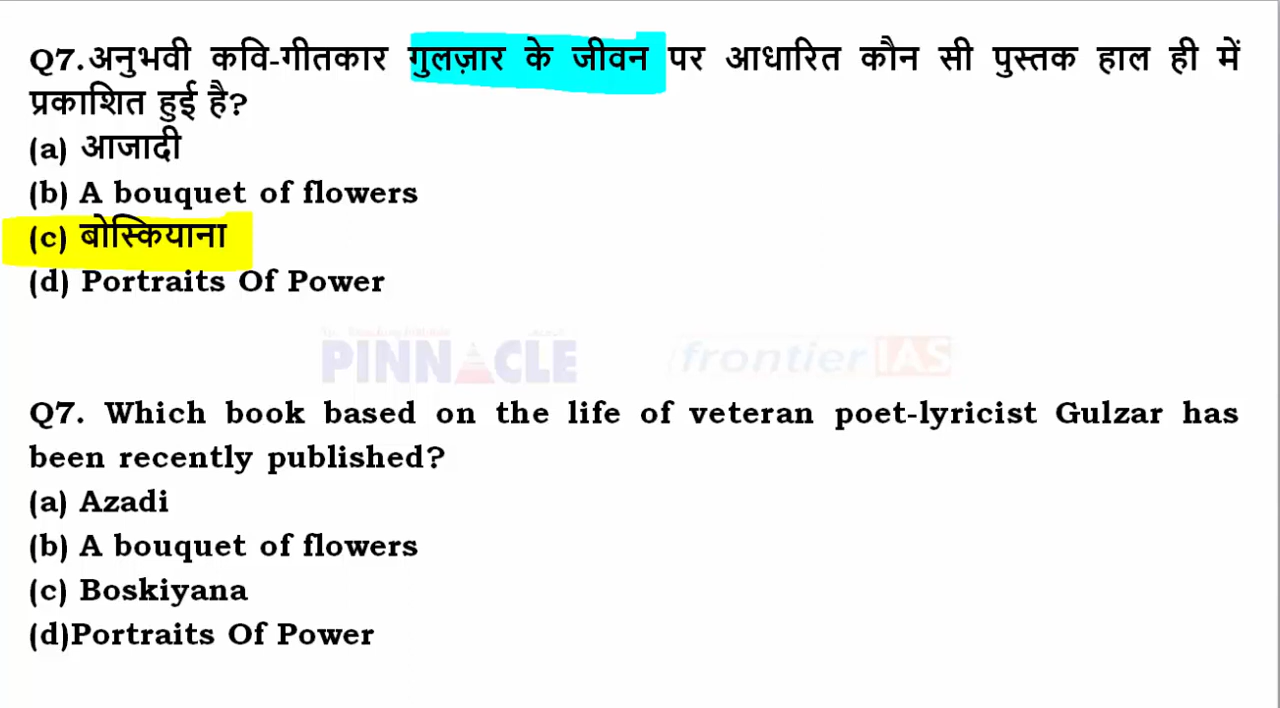 Q7.अनुभवी कवि-गीतकार गुलज़ार के जीवन पर आधारित कौन सी पुस्तक हाल ही में
प्रकाशित हुई है?
(a) आजादी
(b) A bouquet of flowers
(c) बोस्कियाना
(d) Portraits Of Power
PINNACLE frontier IAS
Q7. Which book based on the life of veteran poet-lyricist Gulzar has
been recently published?
(a) Azadi
(b) A bouquet of flowers
(c) Boskiyana
(d)Portraits Of Power